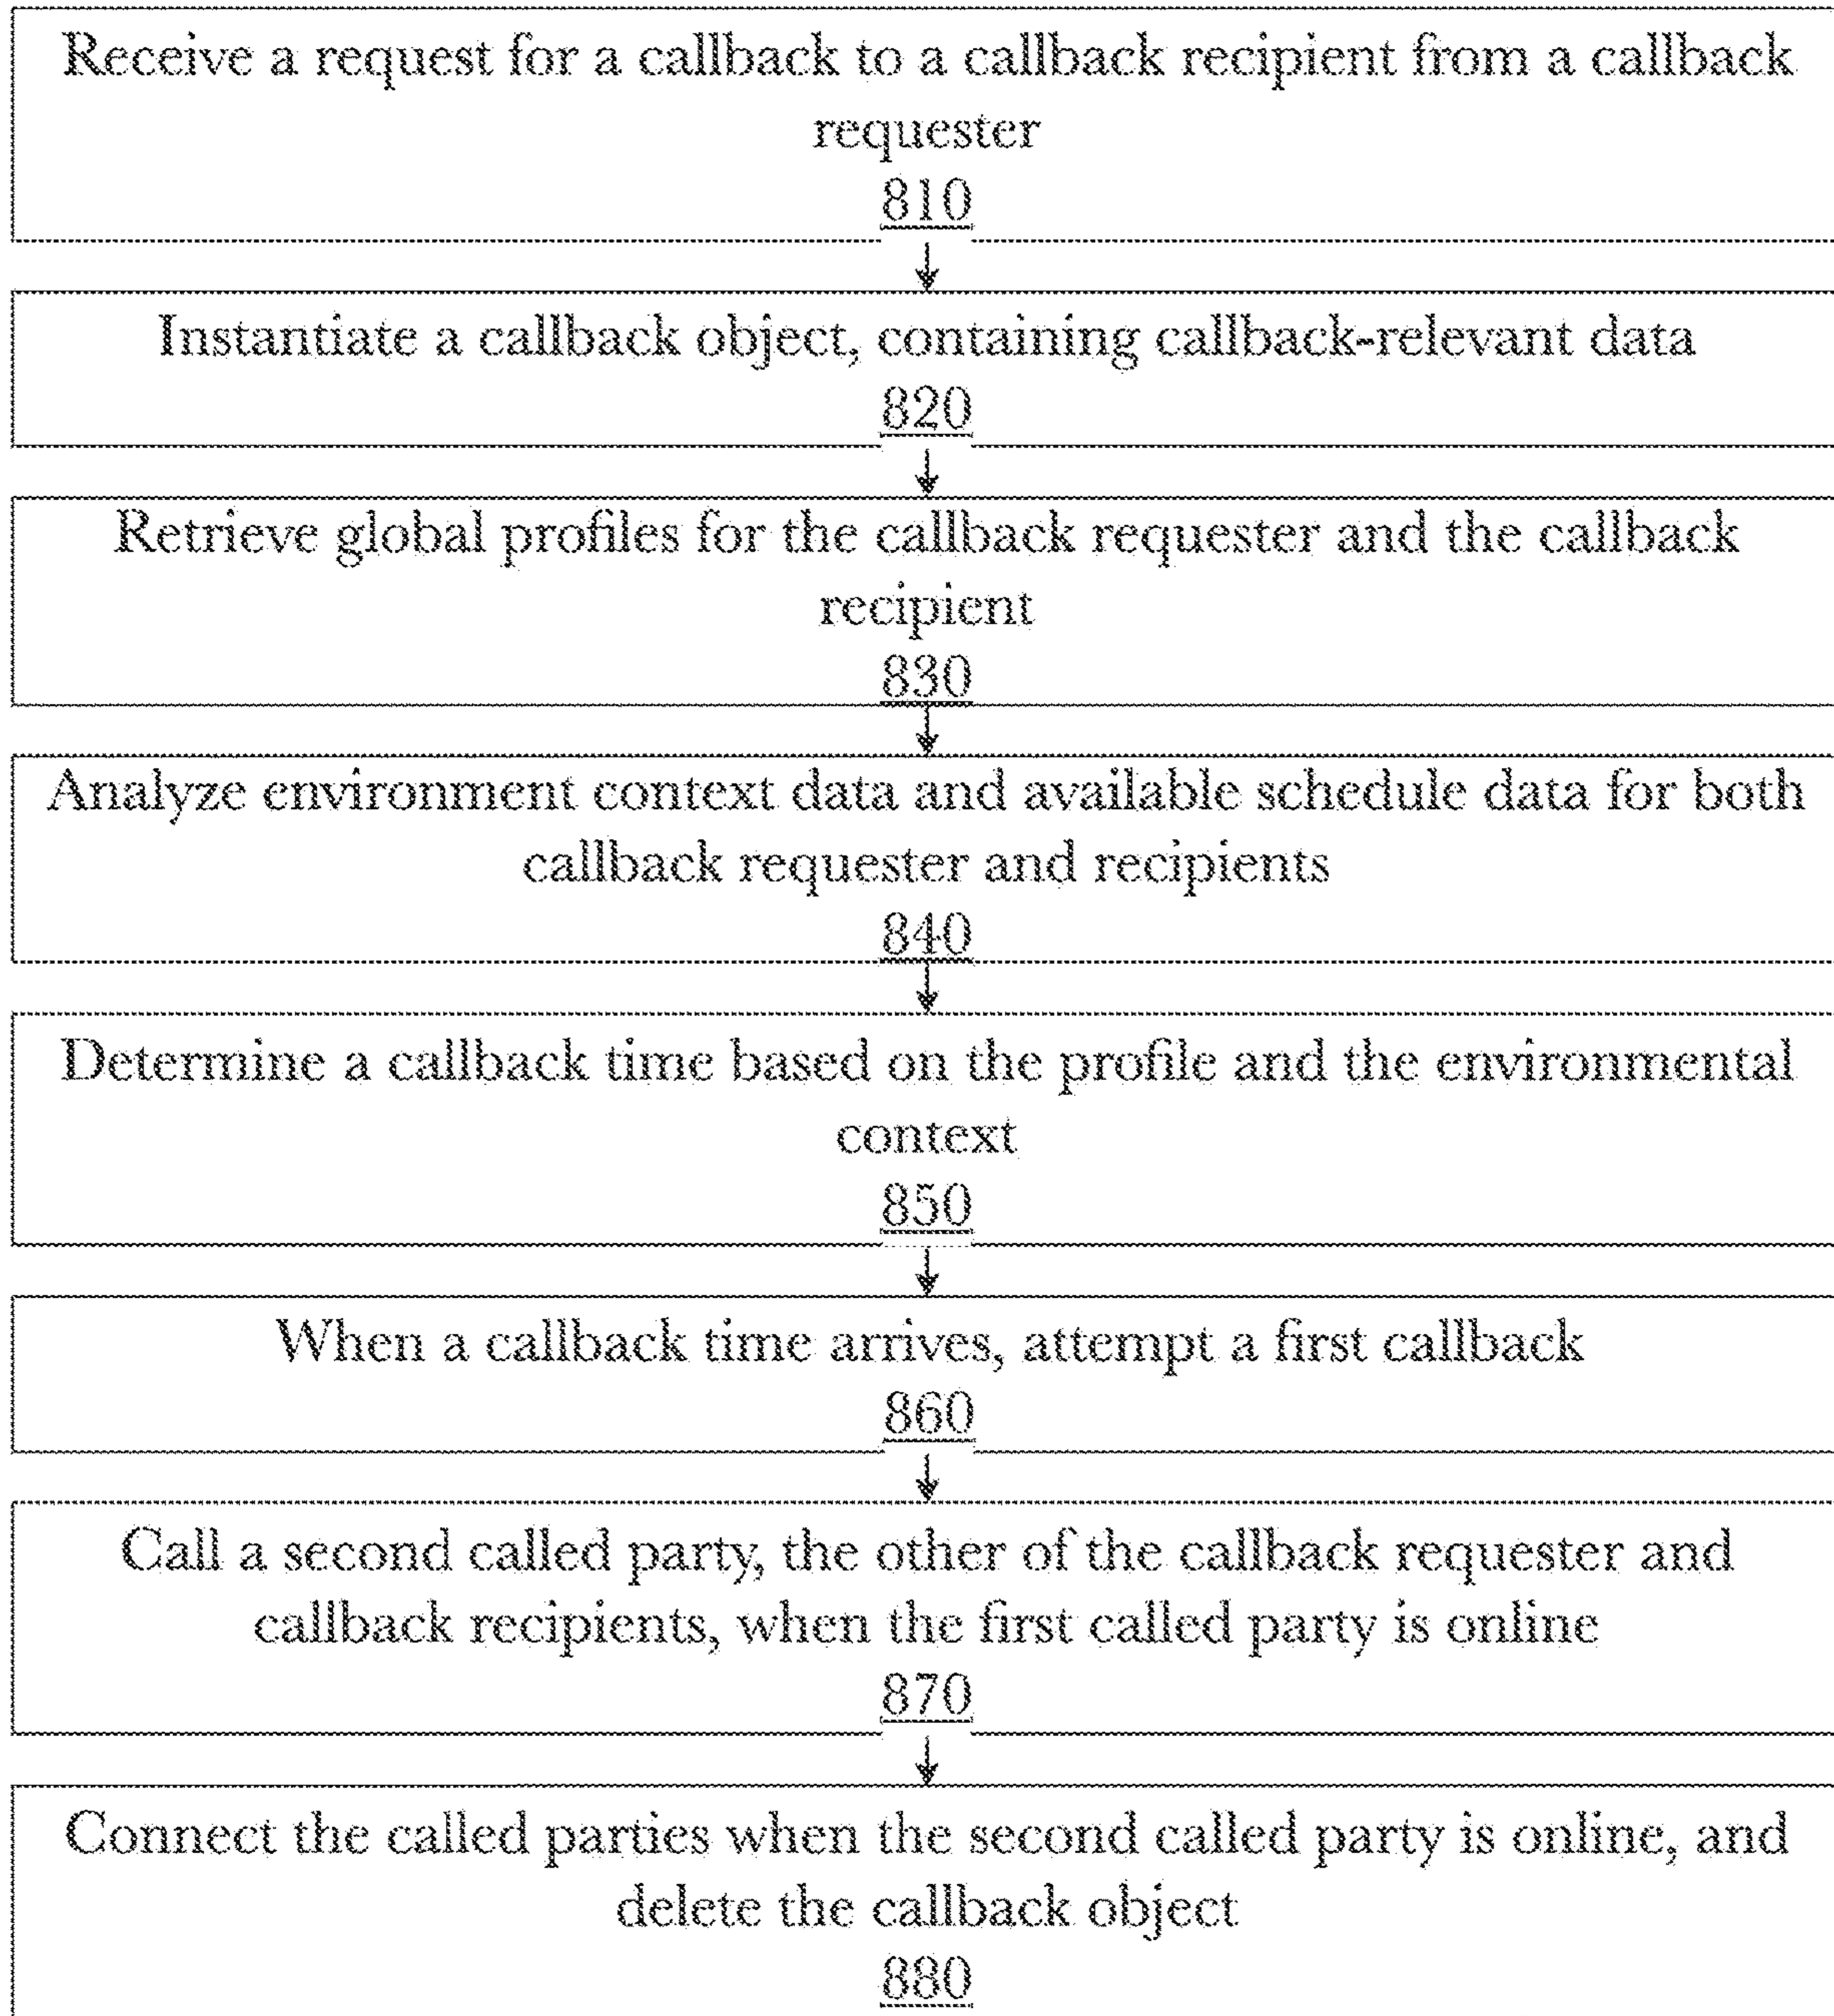 Receive a request for a callback to a callback recipient from a callback
requester
810
Instantiate a callback object, containing callback-relevant data
820
Retrieve global profiles for the callback requester and the callback
recipient
830
Analyze environment context data and available schedule data for both
callback requester and recipients
840
Determine a callback time based on the profile and the environmental
context
850
When a callback time arrives, attempt a first callback
860
Call a second called party, the other of the callback requester and
callback recipients, when the first called party is online
870
Connect the called parties when the second called party is online, and
delete the callback object
880